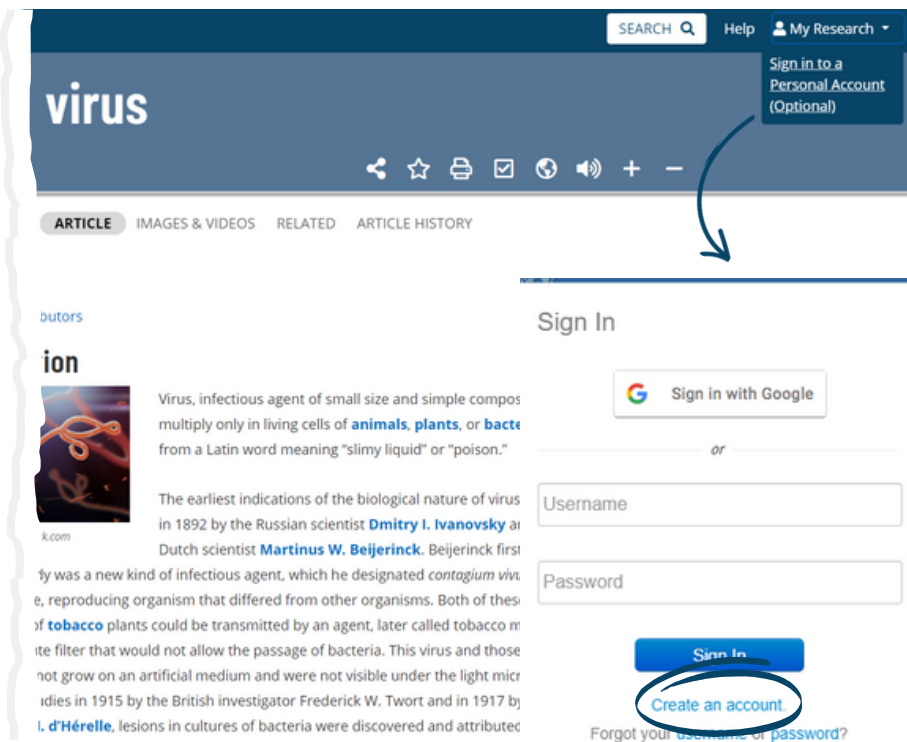 SEARCH Help My Research
Sign in to a
Personal Account
(Optional)
virus
ARTICLE IMAGES & VIDEOS RELATED ARTICLE HISTORY
butors
ion
Virus, infectious agent of small size and simple compos
multiply only in living cells of animals, plants, or bacte
from a Latin word meaning “slimy liquid” or “poison.”
The earliest indications of the biological nature of virus
in 1892 by the Russian scientist Dmitry I. Ivanovsky a
Dutch scientist Martinus W. Beijerinck. Beijerinck first
k.com
ly was a new kind of infectious agent, which he designated contagium vivu
e, reproducing organism that differed from other organisms. Both of thes
of tobacco plants could be transmitted by an agent, later called tobacco m
te filter that would not allow the passage of bacteria. This virus and those
not grow on an artificial medium and were not visible under the light micr
udies in 1915 by the British investigator Frederick W. Twort and in 1917 by
d’Hérelle, lesions in cultures of bacteria were discovered and attributed
Sign In
Sign in with Google
or
Username
Password
Sign In
Create an account.
Forgot your username or password?